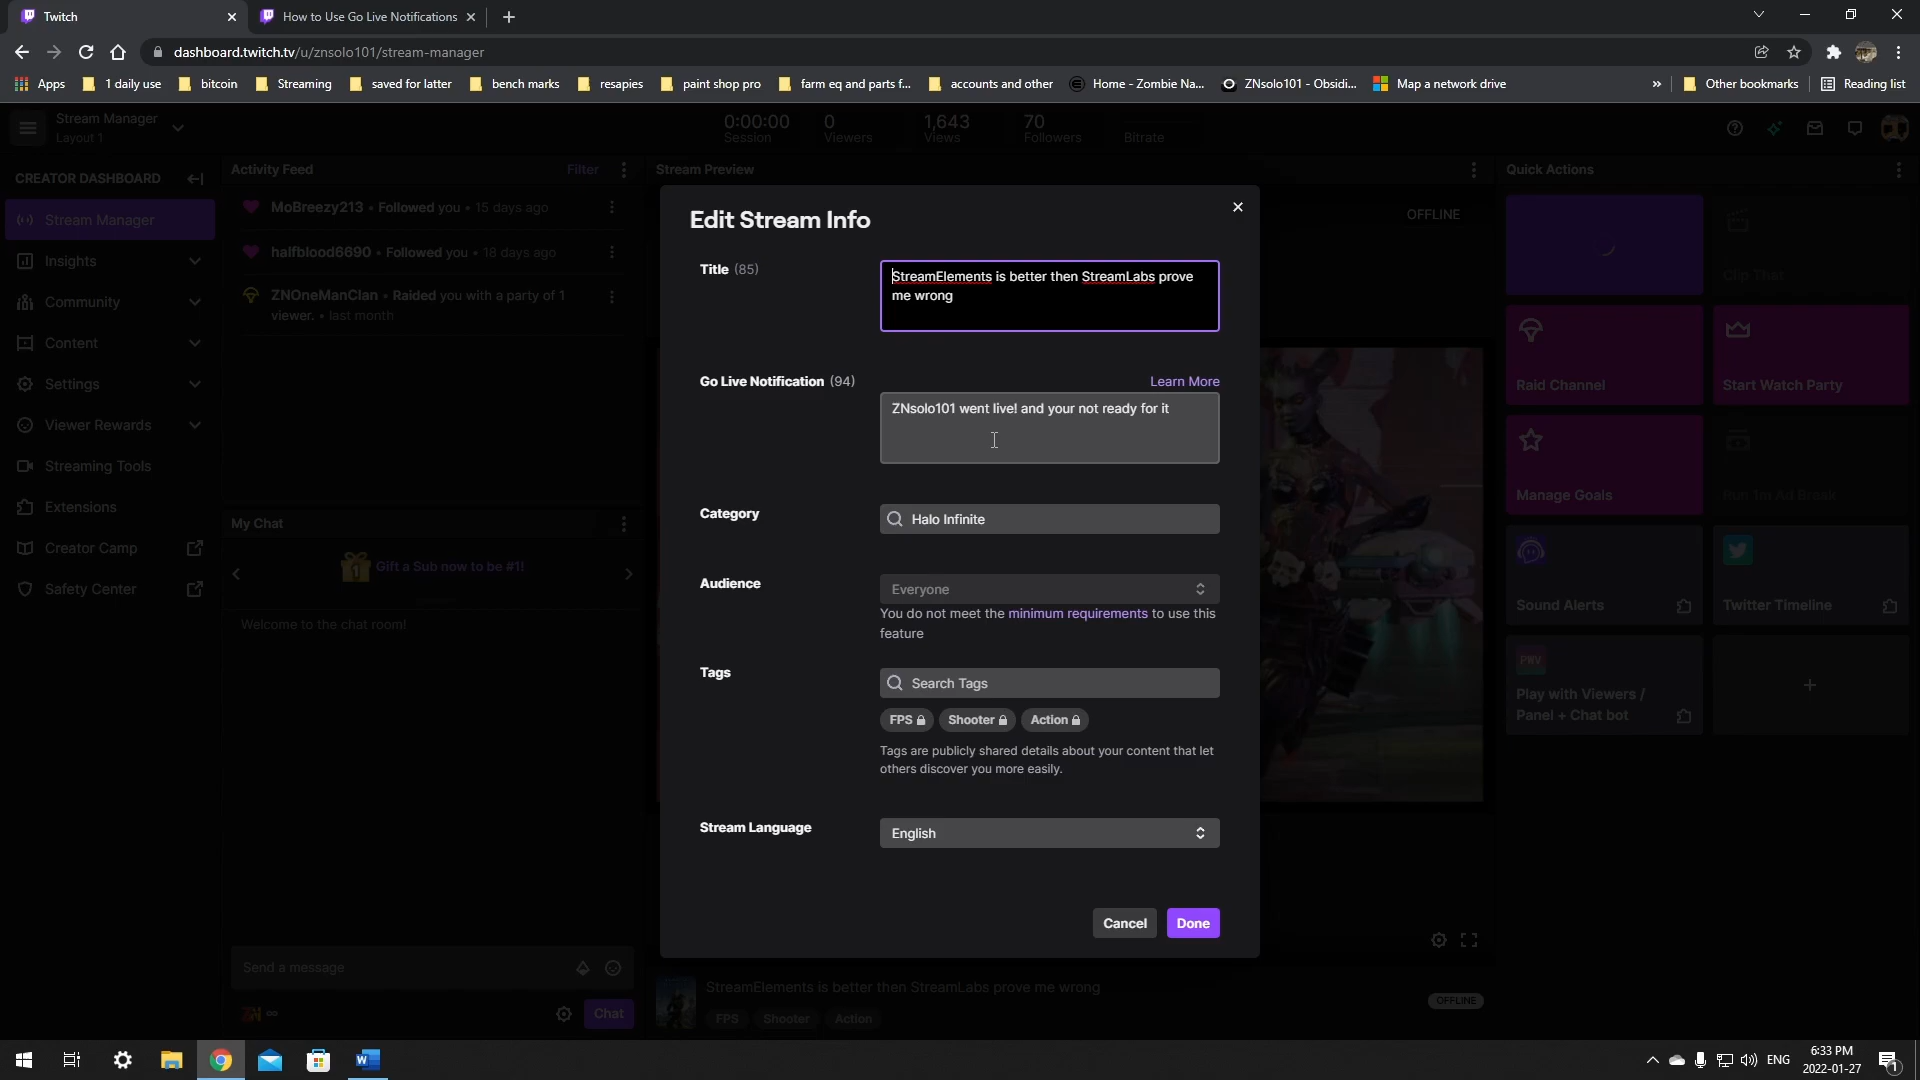 Twitch
How to Use Go Live Notifications
dashboard.twitch.tv/u/znsolo101/stream-manager
Apps
1 daily use
bitcoin
Streaming
saved for latter
bench marks
resapies
paint shop pro
farm eq and parts f...
accounts and other
Home - Zombie Na...
ZNsolo101 - Obsidi...
Map a network drive
»
Other bookmarks
Reading list
Stream Manager
Layout 1
0:00:00
Session
0
Viewers
1,643
Views
70
Followers
Bitrate
CREATOR DASHBOARD
Stream Manager
Insights
Community
Content
Settings
Viewer Rewards
Streaming Tools
Extensions
Creator Camp
Safety Center
Activity Feed
Filter
MoBreezy213 • Followed you • 15 days ago
halfblood6690 • Followed you • 18 days ago
ZNOneManClan • Raided you with a party of 1
viewer. • last month
My Chat
1
Gift a Sub now to be #1!
Welcome to the chat room!
Send a message
Chat
Stream Preview
OFFLINE
Edit Stream Info
Title (85)
StreamElements is better then StreamLabs prove
me wrong
Go Live Notification (94)
Learn More
ZNsolo101 went live! and your not ready for it
Category
Halo Infinite
Audience
Everyone
You do not meet the minimum requirements to use this
feature
Tags
Search Tags
FPS
Shooter
Action
Tags are publicly shared details about your content that let
others discover you more easily.
Stream Language
English
Cancel
Done
StreamElements is better then StreamLabs prove me wrong
FPS
Shooter
Action
OFFLINE
Quick Actions
Clip That
Raid Channel
Start Watch Party
Manage Goals
Run 1m Ad Break
Sound Alerts
Twitter Timeline
PWV
Play with Viewers /
Panel + Chat bot
ENG
6:33 PM
2022-01-27
1